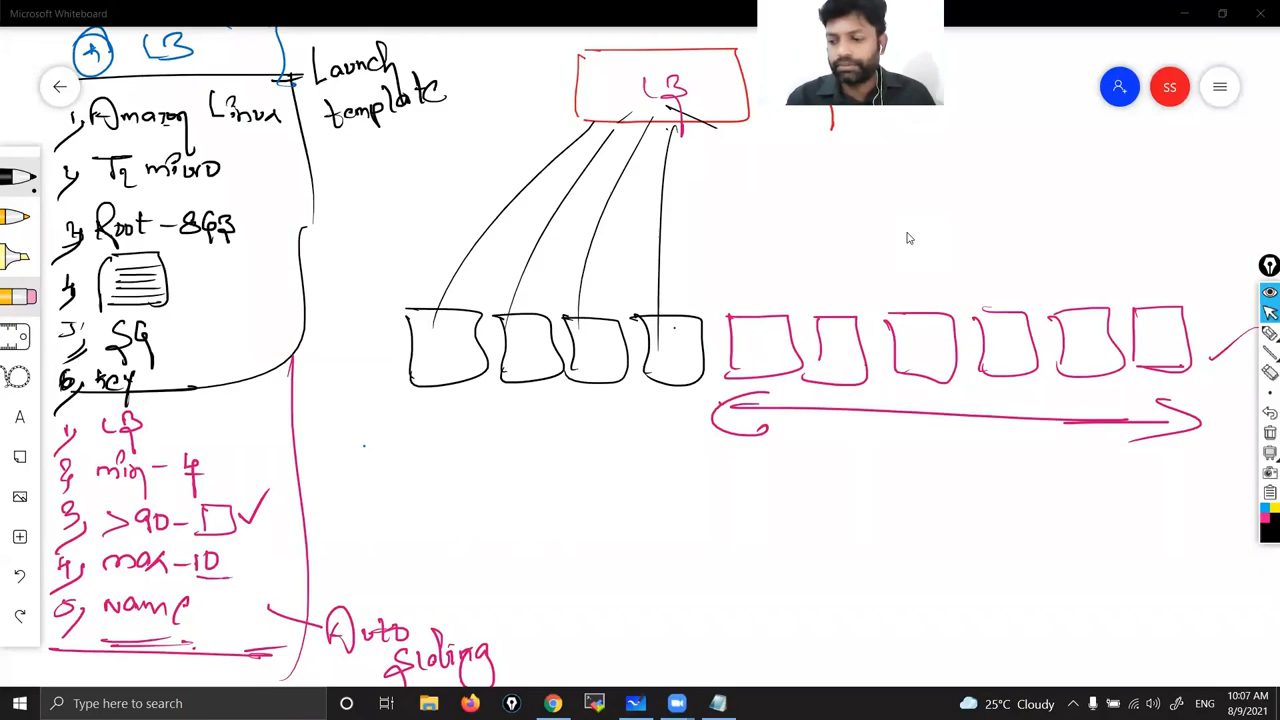 Microsoft Whiteboard
LB
Launch
template
1, Amazon Linux
2, T2 micro
3, Root - 8GB
4,
5, SG
6, key
1, LB
2, min - 4
3, >90 -
4, max - 10
5, Name
Auto
Scaling
LB
SS
A
Type here to search
25°C Cloudy
ENG
10:07 AM
8/9/2021